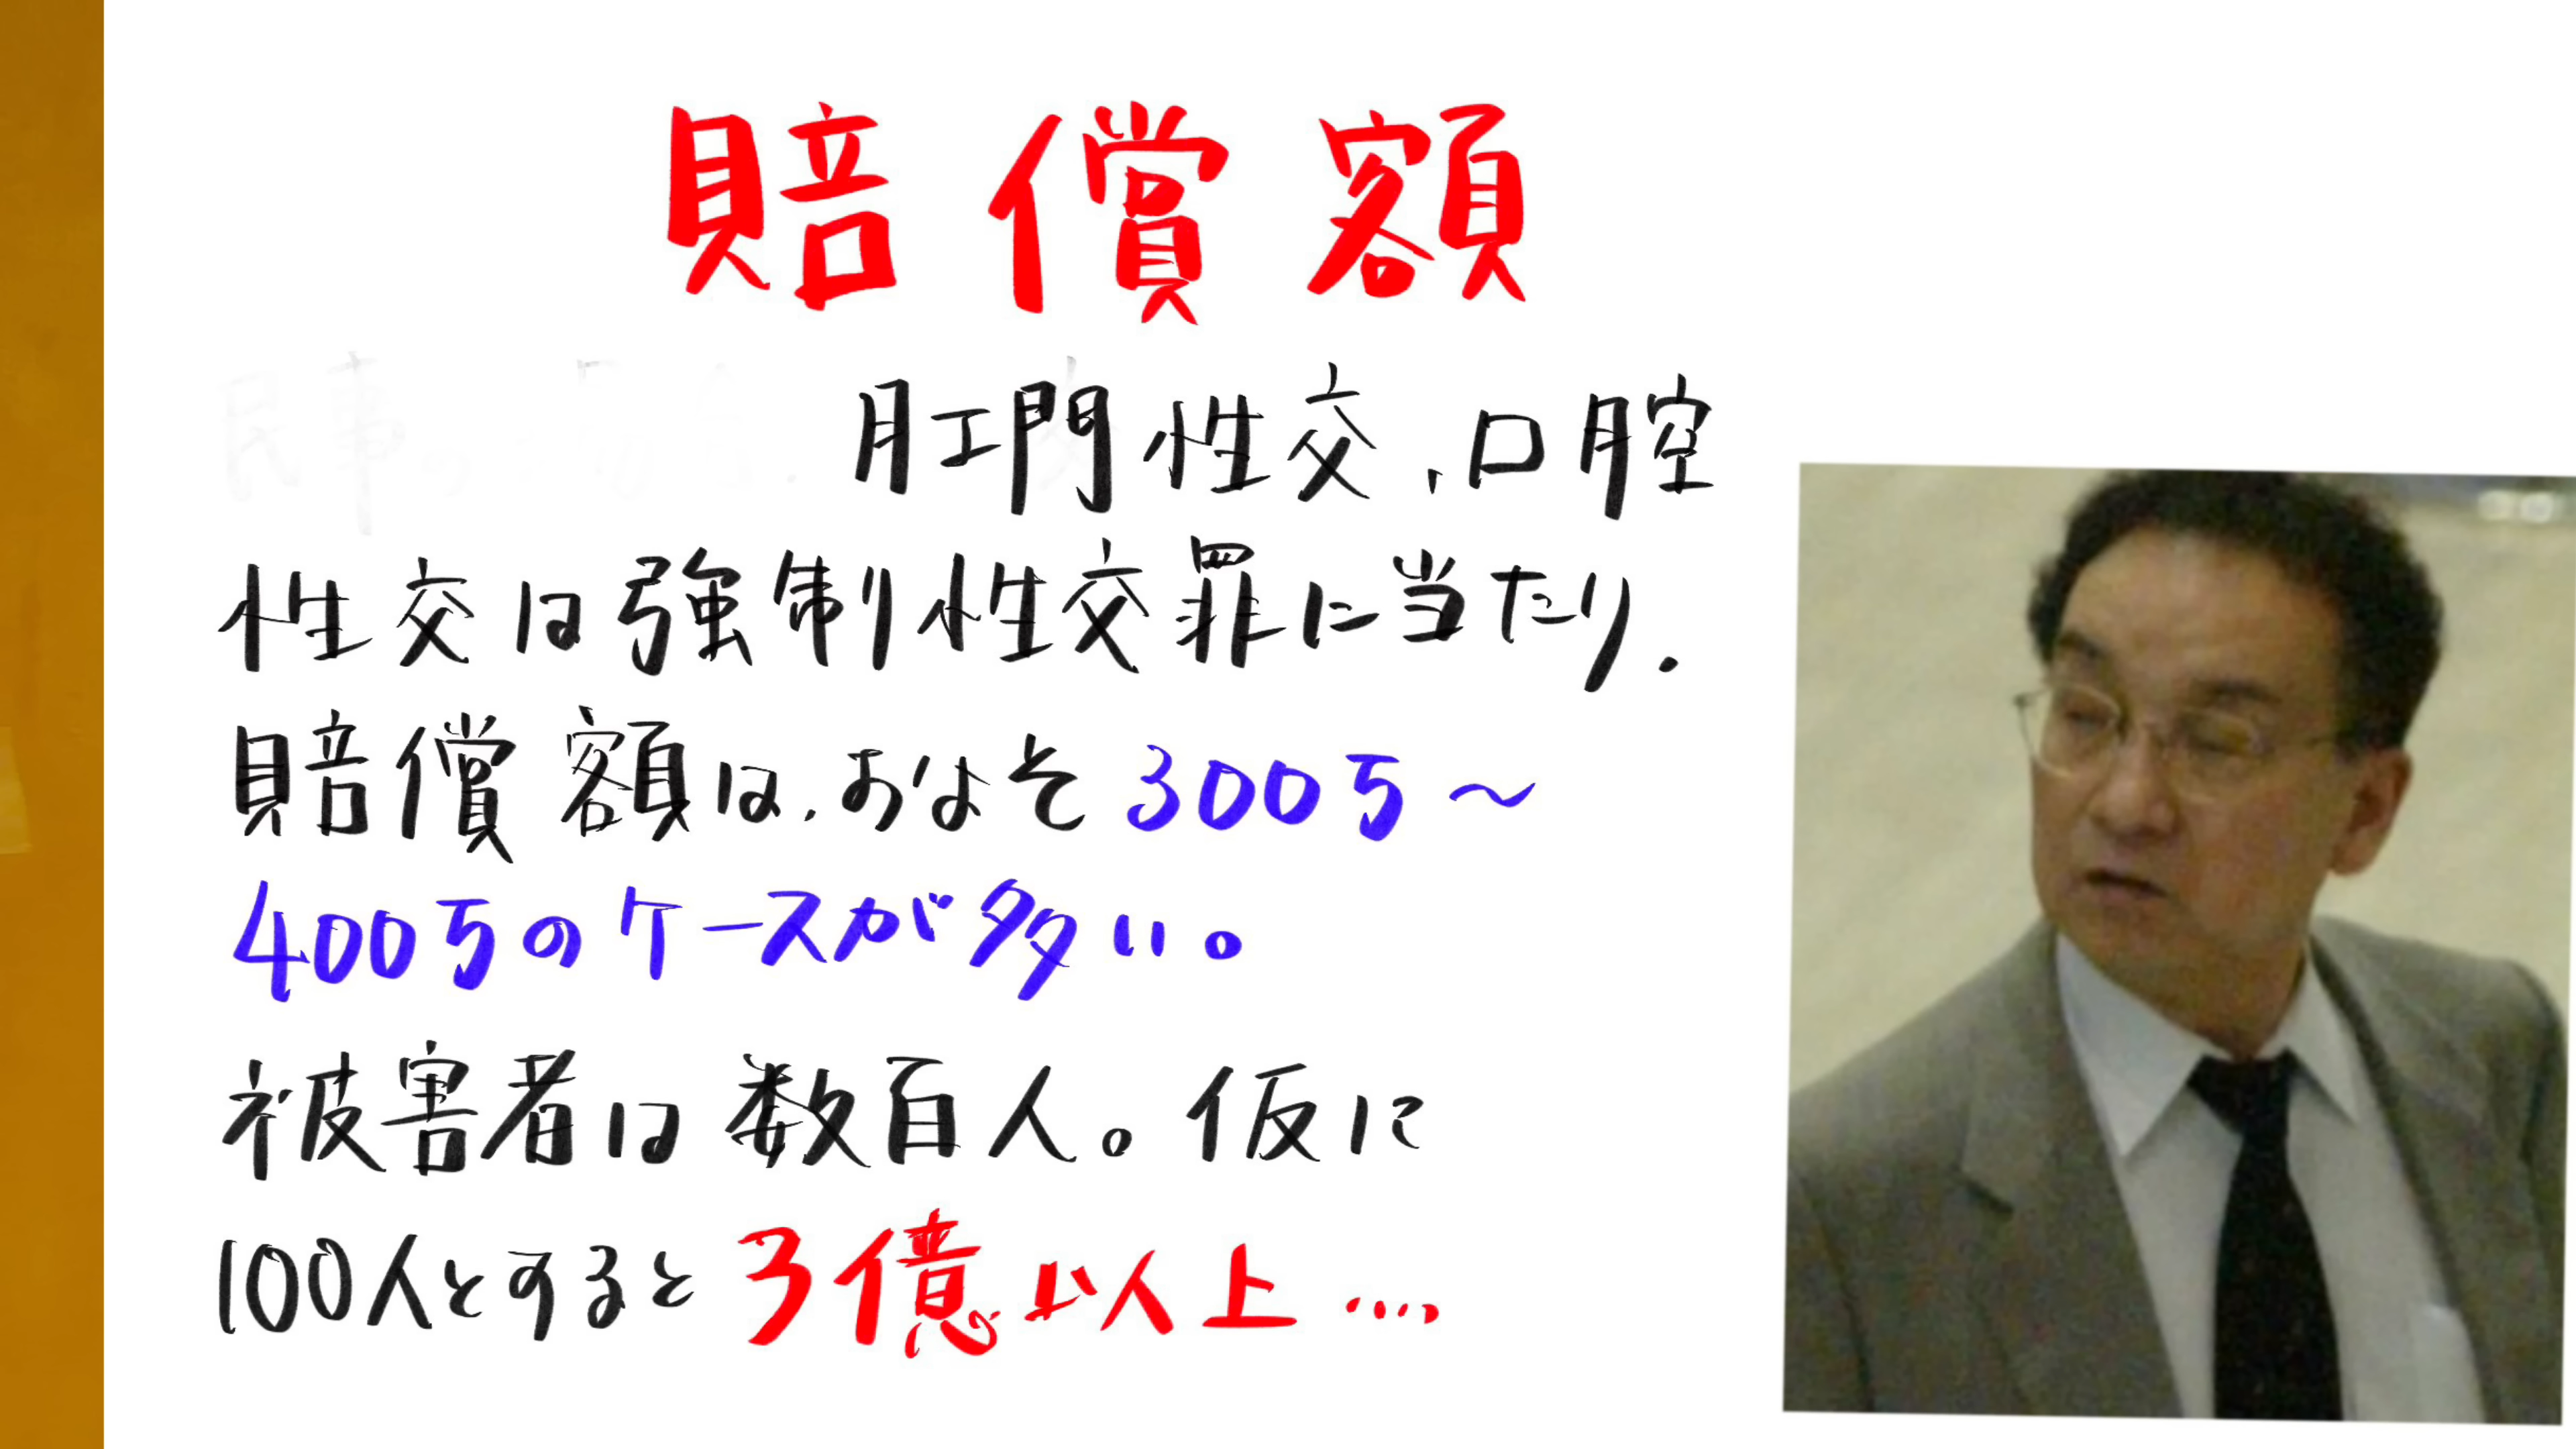 賠償額
肛門性交、口腔
性交は強制性交罪に当たり、
賠償額は、およそ300万～
400万のケースが多い。
被害者は数百人。仮に
100人とすると3億以上…